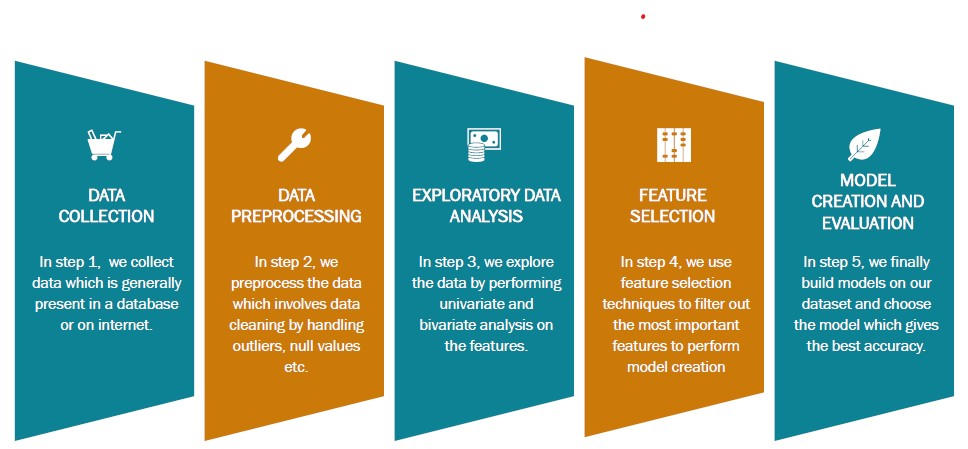 DATA
COLLECTION
In step 1,  we collect
data which is generally
present in a database
or on internet.
DATA
PREPROCESSING
In step 2, we
preprocess the data
which involves data
cleaning by handling
outliers, null values
etc.
EXPLORATORY DATA
ANALYSIS
In step 3, we explore
the data by performing
univariate and
bivariate analysis on
the features.
FEATURE
SELECTION
In step 4, we use
feature selection
techniques to filter out
the most important
features to perform
model creation
MODEL
CREATION AND
EVALUATION
In step 5, we finally
build models on our
dataset and choose
the model which gives
the best accuracy.